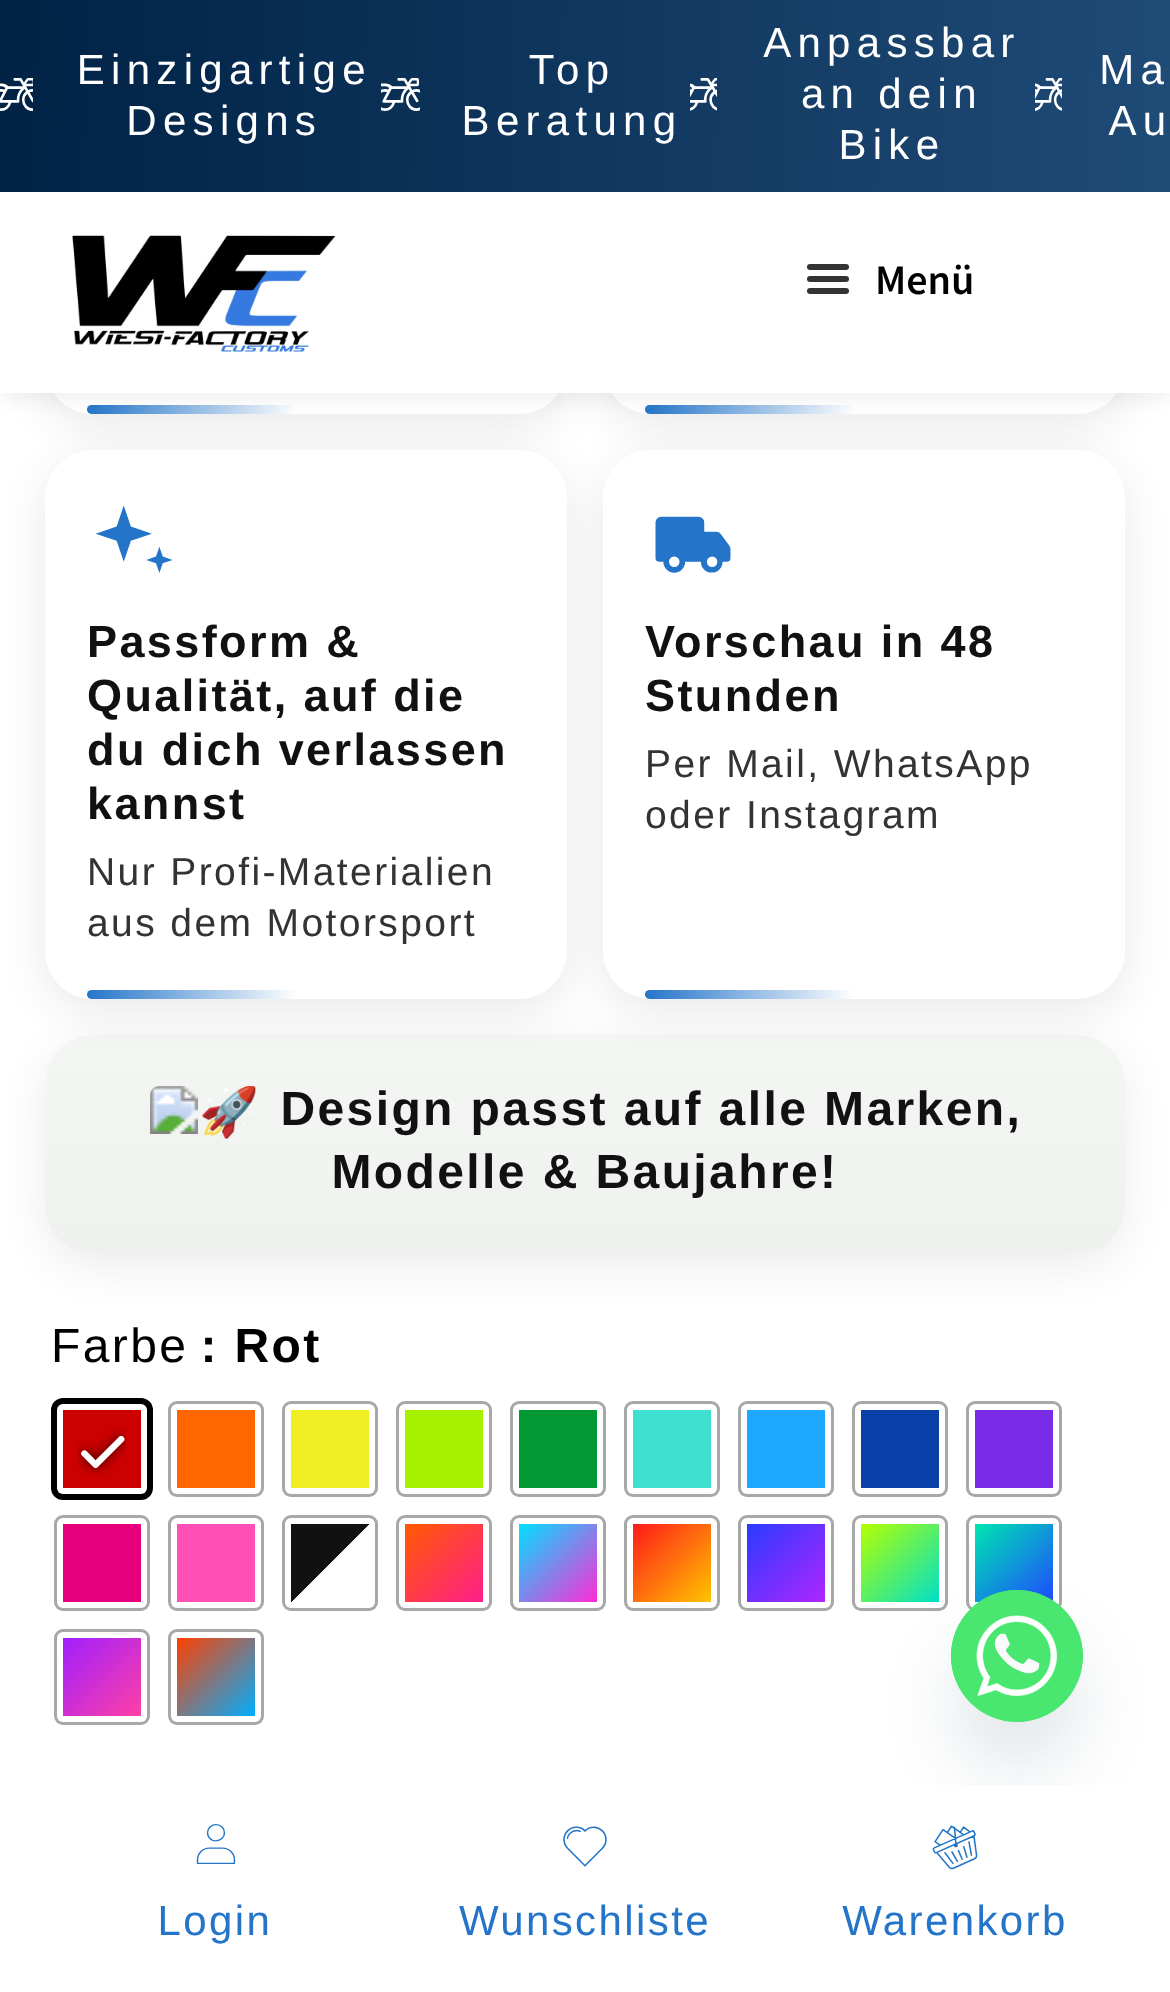 Einzigartige
Designs
Top
Beratung
Anpassbar
an dein
Bike
WFC
WIESI-FACTORY
CUSTOMS
Menü
Passform &
Qualität, auf die
du dich verlassen
kannst
Nur Profi-Materialien
aus dem Motorsport
Vorschau in 48
Stunden
Per Mail, WhatsApp
oder Instagram
🚀 Design passt auf alle Marken,
Modelle & Baujahre!
Farbe : Rot
Login
Wunschliste
Warenkorb